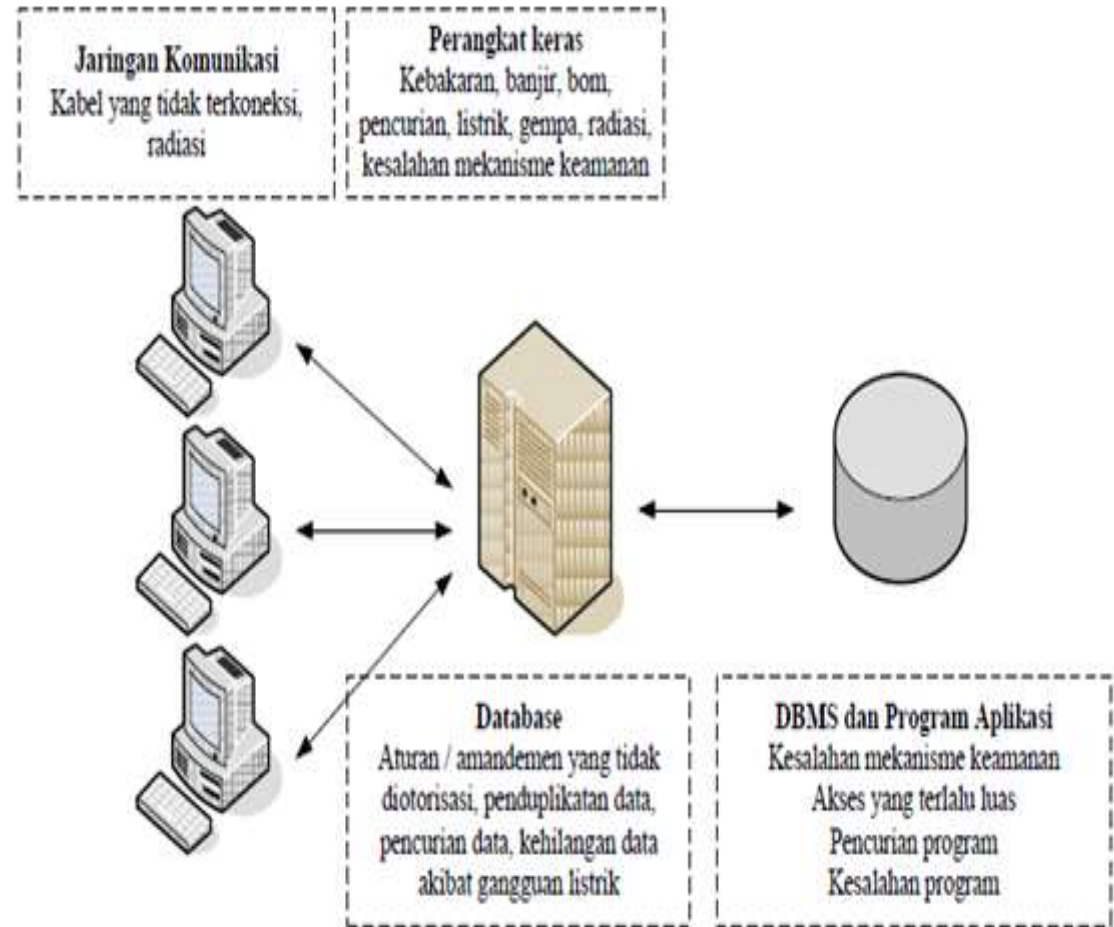 Jaringan Komunikasi
Kabel yang tidak terkoneksi,
radiasi
Perangkat keras
Kebakaran, banjir, bom,
pencurian, listrik, gempa, radiasi,
kesalahan mekanisme keamanan
Database
Aturan / amandemen yang tidak
diotorisasi, penduplikatan data,
pencurian data, kehilangan data
akibat gangguan listrik
DBMS dan Program Aplikasi
Kesalahan mekanisme keamanan
Akses yang terlalu luas
Pencurian program
Kesalahan program